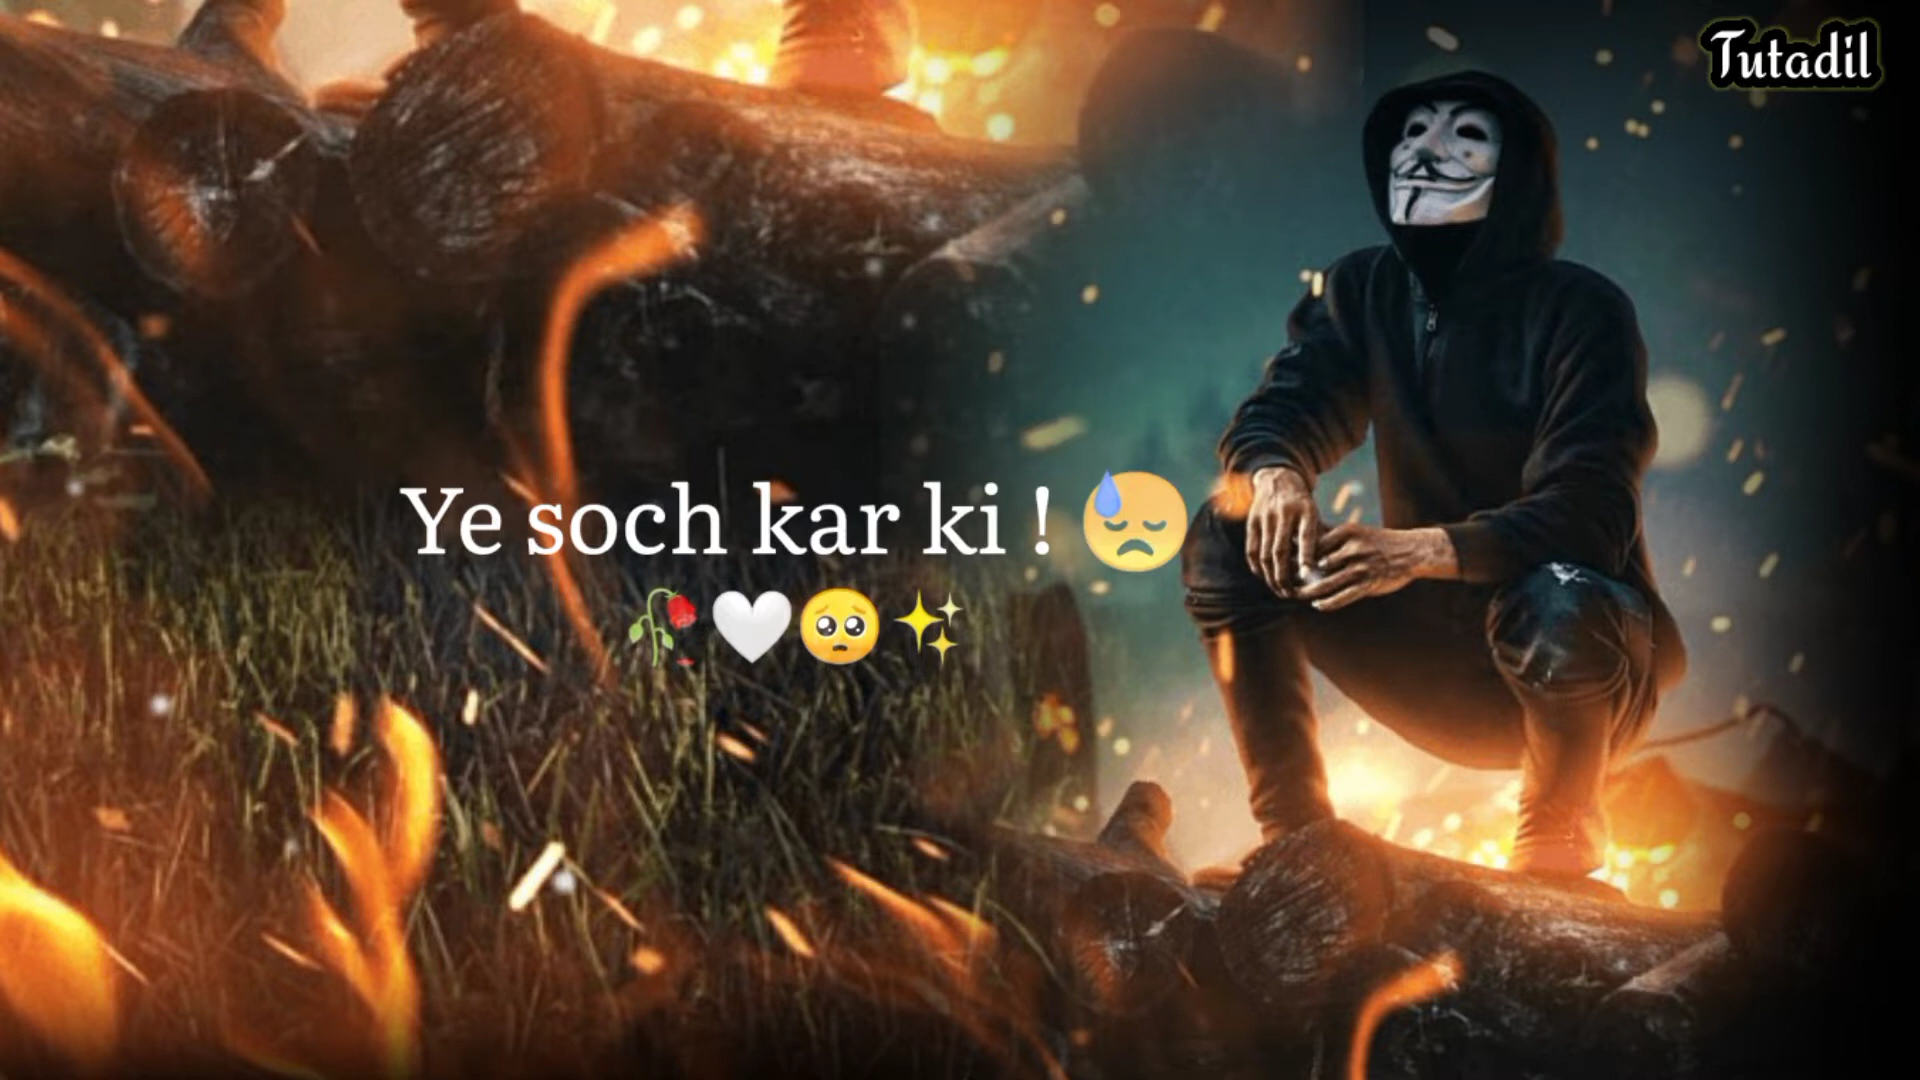 Tutadil
Ye soch kar ki ! 😓
🥀🤍🥺✨